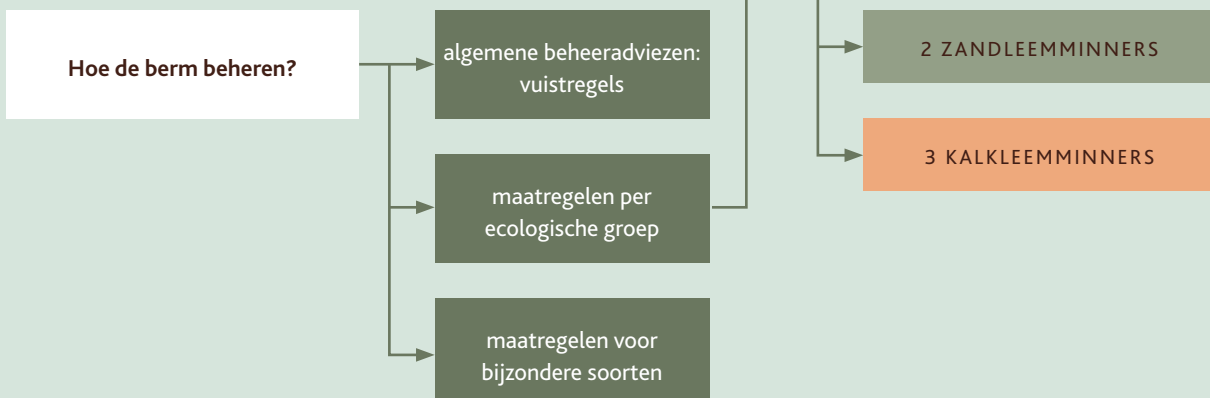 Hoe de berm beheren?
algemene beheeradviezen:
vuistregels
maatregelen per
ecologische groep
maatregelen voor
bijzondere soorten
2 ZANDLEEMMINNERS
3 KALKLEEMMINNERS